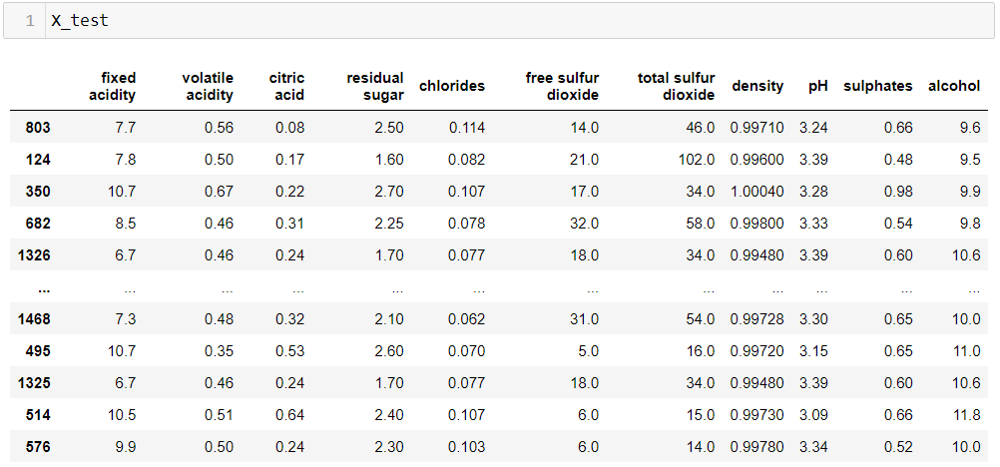 1 X_test
fixed acidity volatile acidity citric acid residual sugar chlorides free sulfur dioxide total sulfur dioxide density pH sulphates alcohol
803 7.7 0.56 0.08 2.50 0.114 14.0 46.0 0.99710 3.24 0.66 9.6
124 7.8 0.50 0.17 1.60 0.082 21.0 102.0 0.99600 3.39 0.48 9.5
350 10.7 0.67 0.22 2.70 0.107 17.0 34.0 1.00040 3.28 0.98 9.9
682 8.5 0.46 0.31 2.25 0.078 32.0 58.0 0.99800 3.33 0.54 9.8
1326 6.7 0.46 0.24 1.70 0.077 18.0 34.0 0.99480 3.39 0.60 10.6
... ... ... ... ... ... ... ... ... ... ... ...
1468 7.3 0.48 0.32 2.10 0.062 31.0 54.0 0.99728 3.30 0.65 10.0
495 10.7 0.35 0.53 2.60 0.070 5.0 16.0 0.99720 3.15 0.65 11.0
1325 6.7 0.46 0.24 1.70 0.077 18.0 34.0 0.99480 3.39 0.60 10.6
514 10.5 0.51 0.64 2.40 0.107 6.0 15.0 0.99730 3.09 0.66 11.8
576 9.9 0.50 0.24 2.30 0.103 6.0 14.0 0.99780 3.34 0.52 10.0